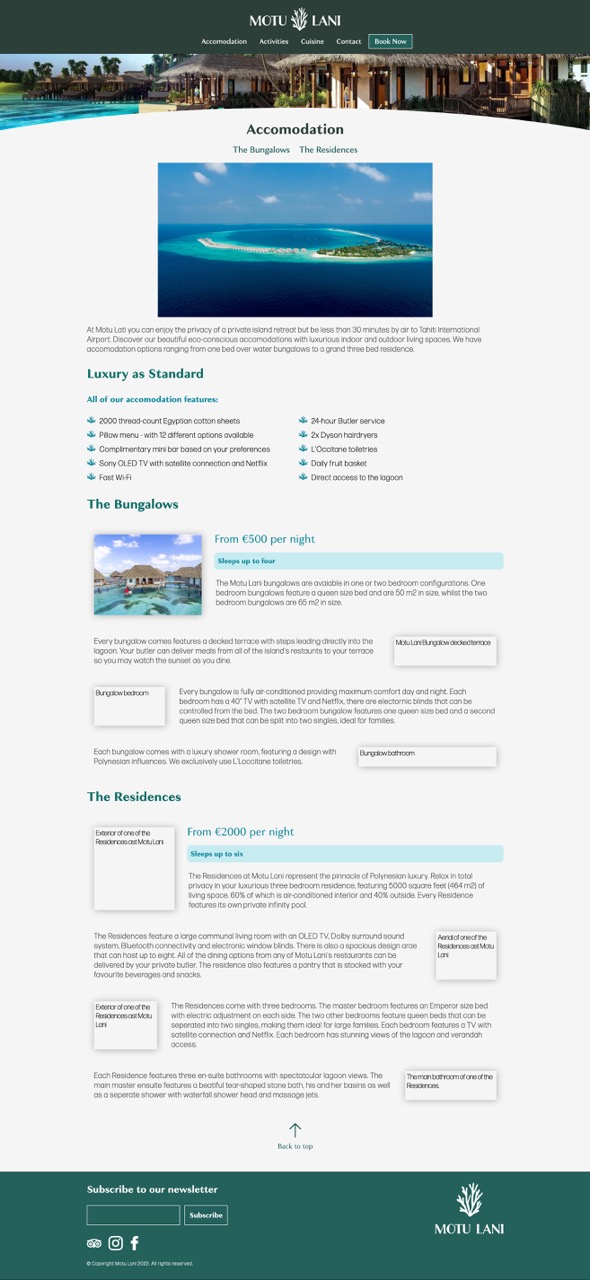 MOTU LANI
Accomodation Activities Cuisine Contact Book Now
Accomodation
The Bungalows The Residences
At Motu Lati you can enjoy the privacy of a private island retreat but be less than 30 minutes by air to Tahiti International
Airport. Discover our beautiful eco-conscious accomodations with luxurious indoor and outdoor living spaces. We have
accomodation options ranging from one bed over water bungalows to a grand three bed residence.
Luxury as Standard
All of our accomodation features:
2000 thread-count Egyptian cotton sheets
Pillow menu - with 12 different options available
Complimentary mini bar based on your preferences
Sony OLED TV with satellite connection and Netflix
Fast Wi-Fi
24-hour Butler service
2x Dyson hairdryers
L'Occitane toiletries
Daily fruit basket
Direct access to the lagoon
The Bungalows
From €500 per night
Sleeps up to four
The Motu Lani bungalows are avaiable in one or two bedroom configurations. One
bedroom bungalows feature a queen size bed and are 50 m2 in size, whilst the two
bedroom bungalows are 65 m2 in size.
Every bungalow comes features a decked terrace with steps leading directly into the
lagoon. Your butler can deliver meals from all of the island's restaunts to your terrace
so you may watch the sunset as you dine.
Motu Lani Bungalow decked terrace
Bungalow bedroom
Every bungalow is fully air-conditioned providing maximum comfort day and night. Each
bedroom has a 40" TV with satellite TV and Netflix, there are electornic blinds that can be
controlled from the bed. The two bedroom bungalow features one queen size bed and a second
queen size bed that can be split into two singles, ideal for families.
Each bungalow comes with a luxury shower room, featuring a design with
Polynesian influences. We exclusively use L'Loccitane toiletries.
Bungalow bathroom
The Residences
Exterior of one of the
Residences ast Motu Lani
From €2000 per night
Sleeps up to six
The Residences at Motu Lani represent the pinnacle of Polynesian luxury. Relax in total
privacy in your luxurious three bedroom residence, featuring 5000 square feet (464 m2) of
living space. 60% of which is air-conditioned interior and 40% outside. Every Residence
features its own private infinity pool.
The Residences feature a large communal living room with an OLED TV, Dolby surround sound
system, Bluetooth connectivity and electronic window blinds. There is also a spacious design area
that can host up to eight. All of the dining options from any of Motu Lani's restaurants can be
delivered by your private butler. The residence also features a pantry that is stocked with your
favourite beverages and snacks.
Aerial of one of the
Residences ast Motu
Lani
Exterior of one of the
Residences ast Motu
Lani
The Residences come with three bedrooms. The master bedroom features an Emperor size bed
with electric adjustment on each side. The two other bedrooms feature queen beds that can be
seperated into two singles, making them ideal for large families. Each bedroom features a TV with
satellite connection and Netflix. Each bedroom has stunning views of the lagoon and verandah
access.
Each Residence features three en-suite bathrooms with spectatcular lagoon views. The
main master ensuite features a beatiful tear-shaped stone bath, his and her basins as well
as a seperate shower with waterfall shower head and massage jets.
The main bathroom of one of the
Residences.
Back to top
Subscribe to our newsletter
Subscribe
MOTU LANI
© Copyright Motu Lani 2022. All rights reserved.